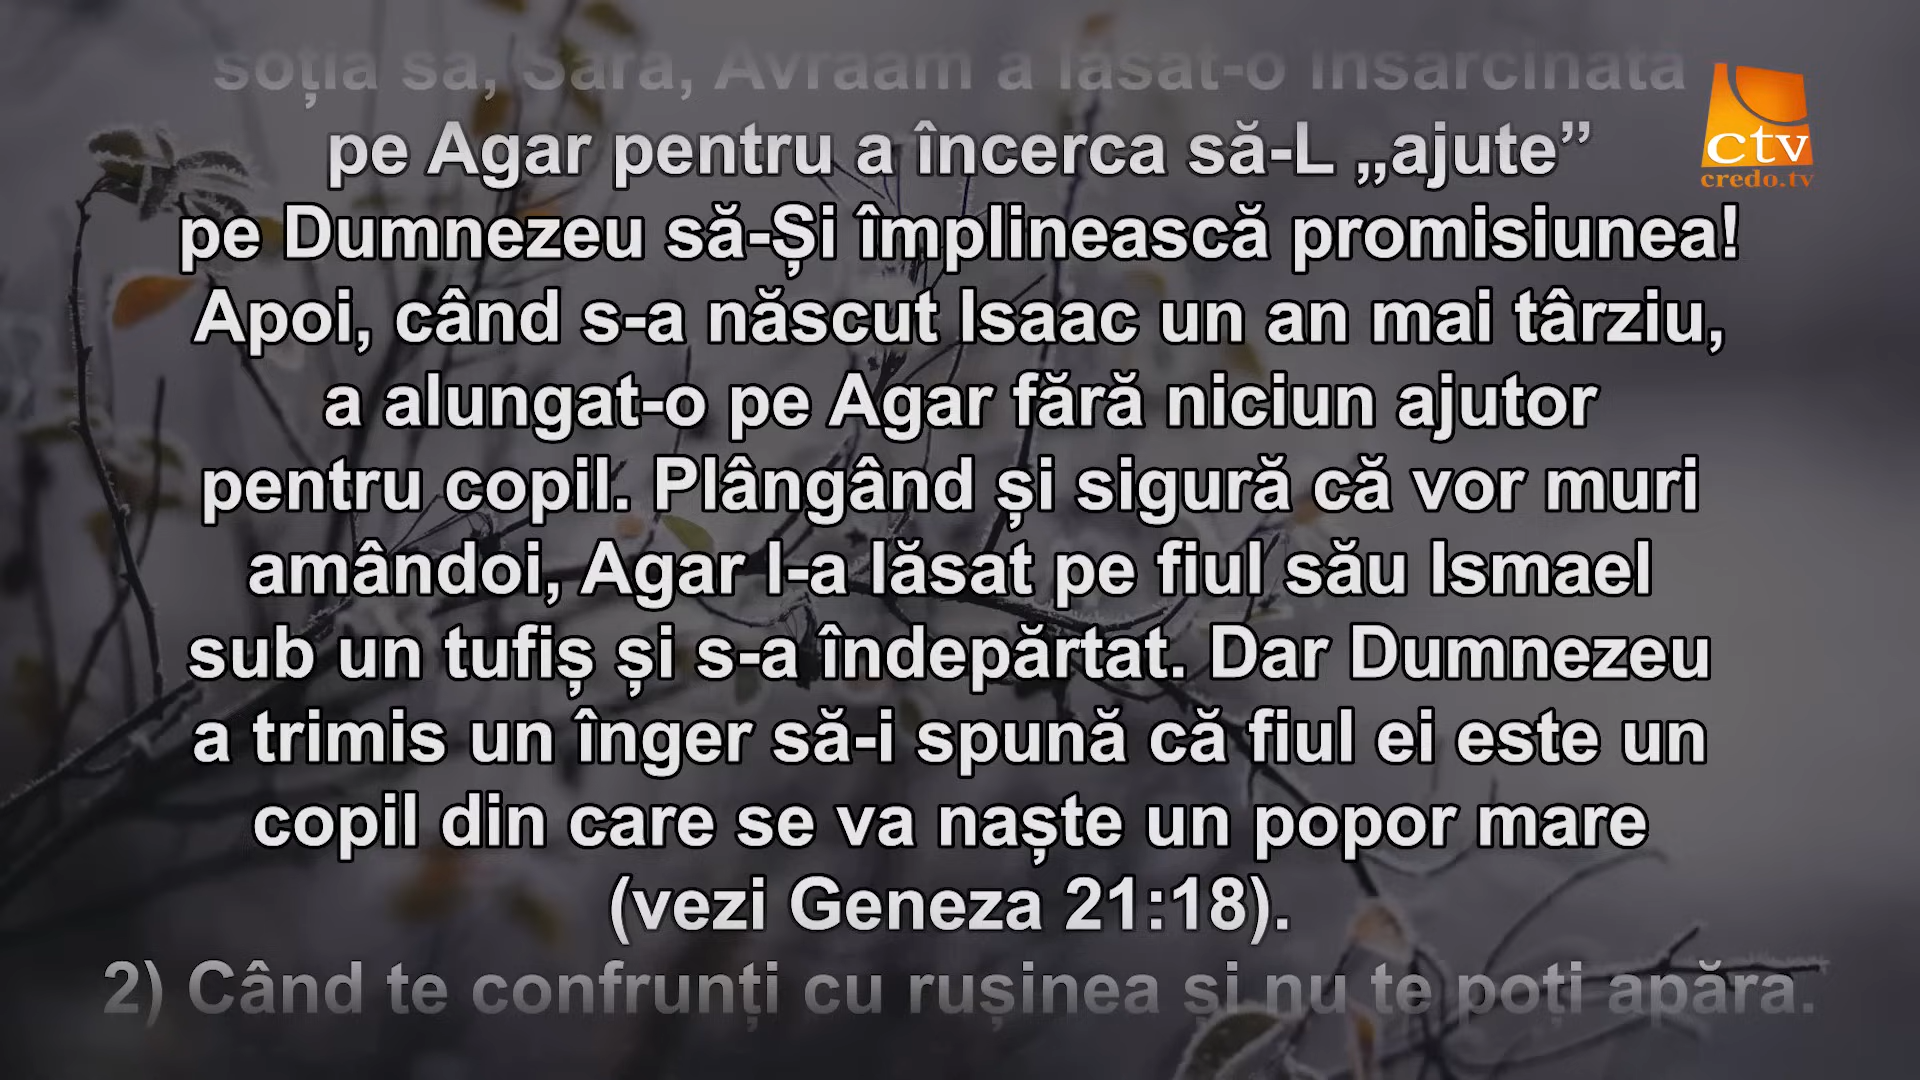 soția sa, Sara, Avraam a lăsat-o însărcinată
pe Agar pentru a încerca să-L „ajute”
pe Dumnezeu să-Și împlinească promisiunea!
Apoi, când s-a născut Isaac un an mai târziu,
a alungat-o pe Agar fără niciun ajutor
pentru copil. Plângând și sigură că vor muri
amândoi, Agar l-a lăsat pe fiul său Ismael
sub un tufiș și s-a îndepărtat. Dar Dumnezeu
a trimis un înger să-i spună că fiul ei este un
copil din care se va naște un popor mare
(vezi Geneza 21:18).
2) Când te confrunți cu rușinea și nu te poți apăra.
ctv
credo.tv